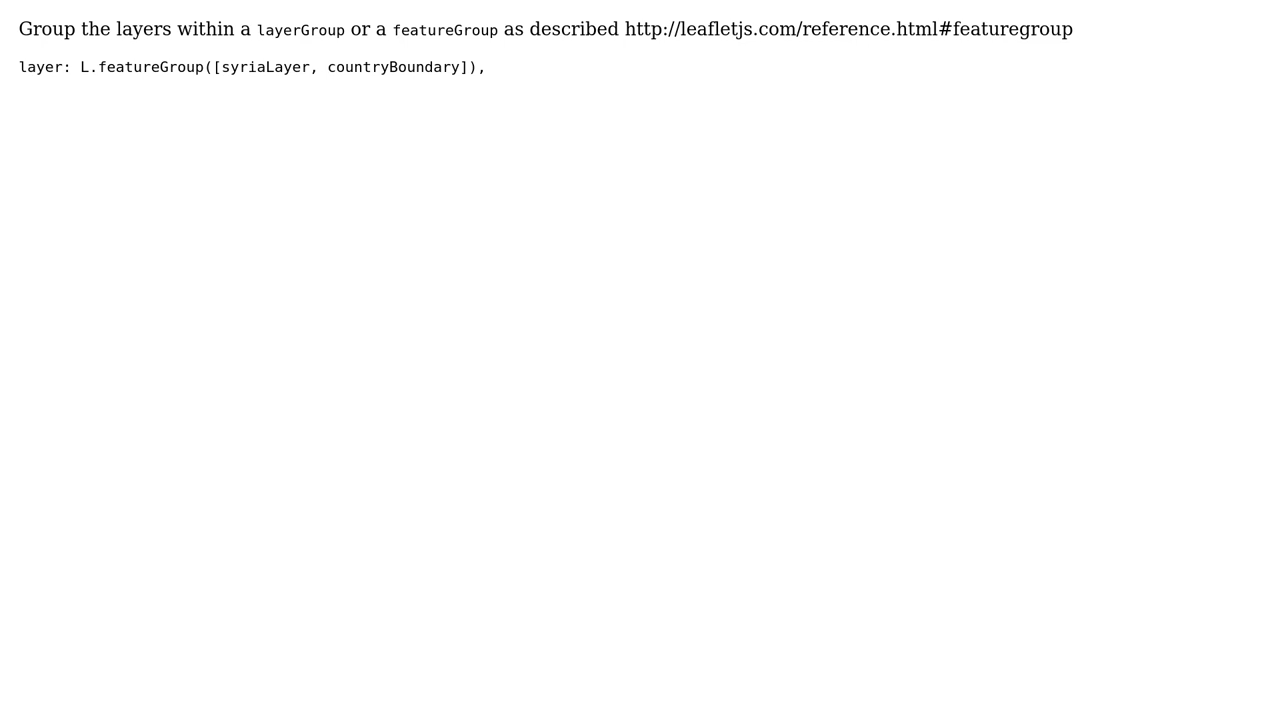 Group the layers within a layerGroup or a featureGroup as described http://leafletjs.com/reference.html#featuregroup
layer: L.featureGroup([syriaLayer, countryBoundary]),